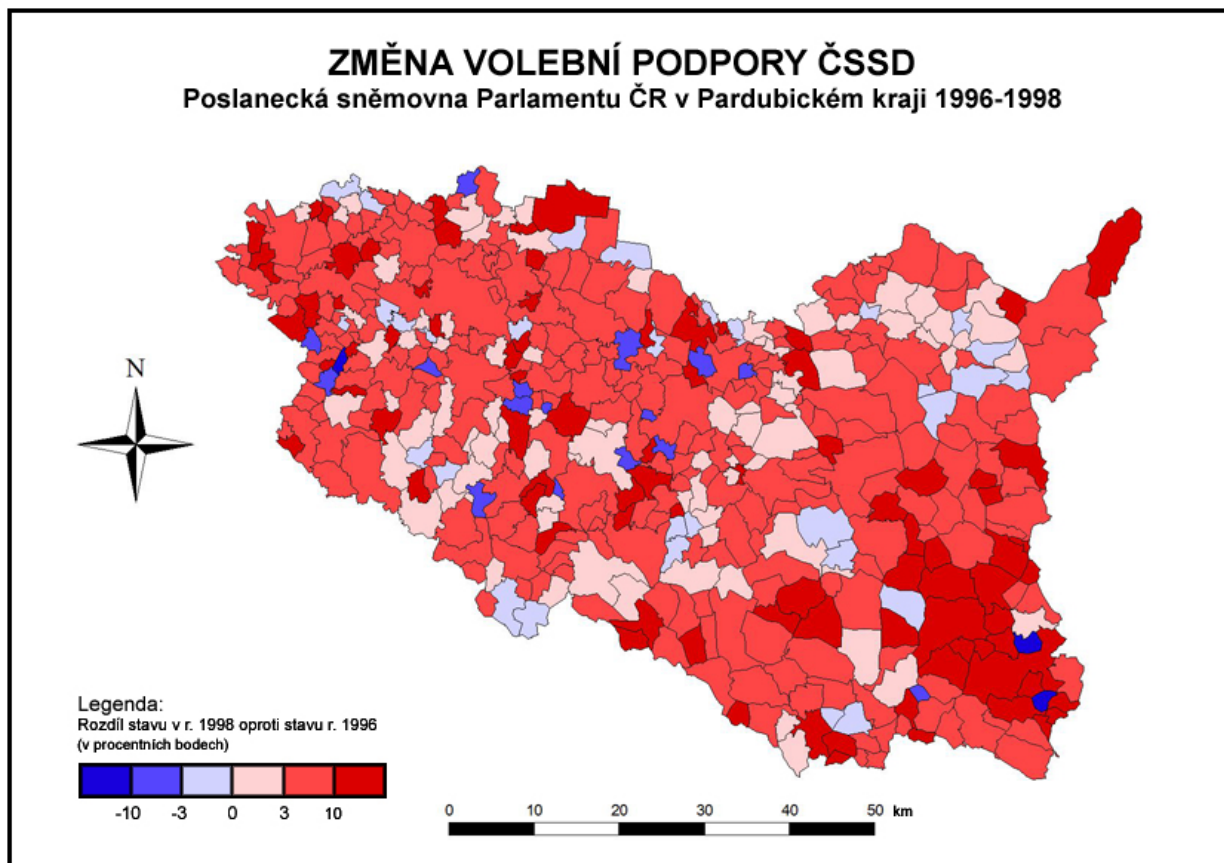 ZMĚNA VOLEBNÍ PODPORY ČSSD
Poslanecká sněmovna Parlamentu ČR v Pardubickém kraji 1996-1998
N
Legenda:
Rozdíl stavu v r. 1998 oproti stavu r. 1996
(v procentních bodech)
-10 -3 0 3 10
0 10 20 30 40 50 km